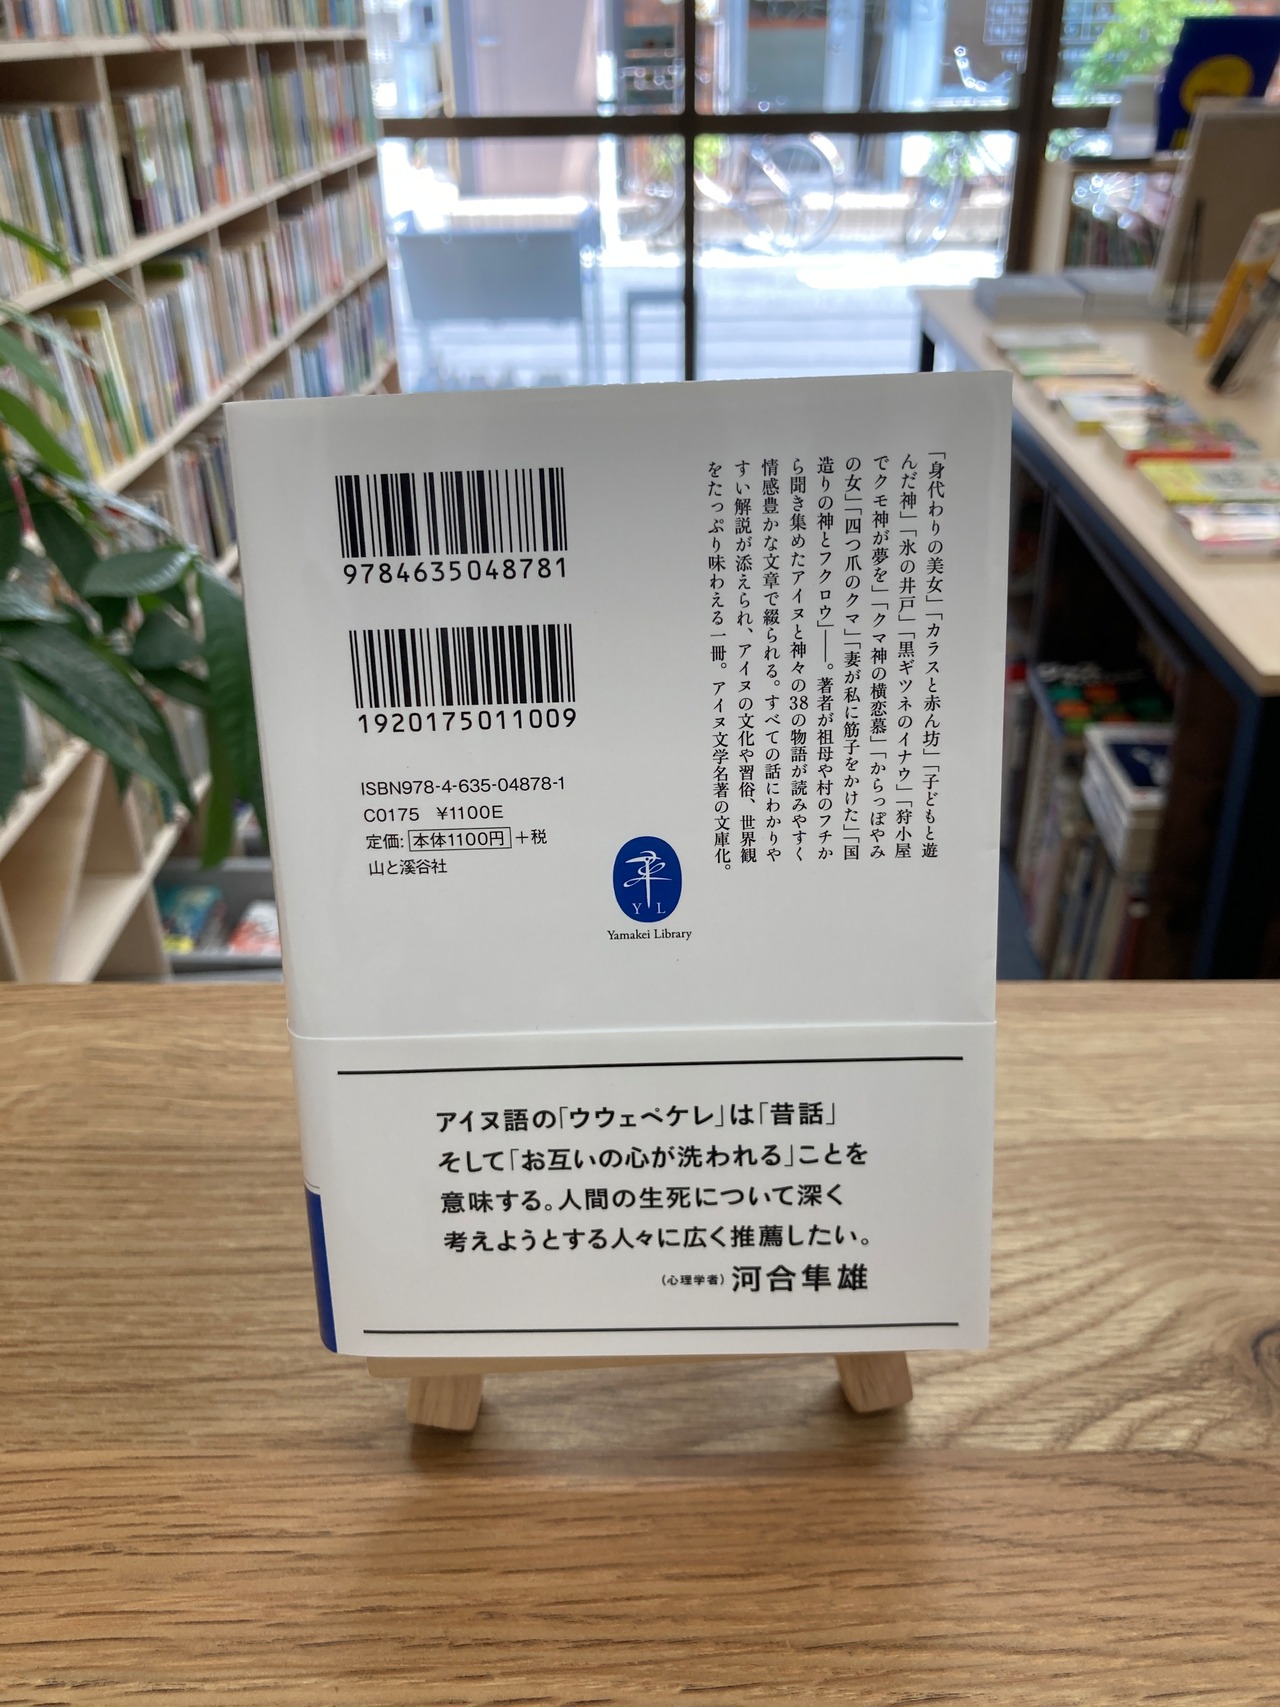 「身代わりの美女」「カラスと赤ん坊」「子どもと遊
んだ神」「氷の井戸」「黒ギツネのイナウ」「狩小屋
でクモ神が夢を」「クマ神の横恋慕」「からっぽやみ
の女」「四つ爪のクマ」「妻が私に筋子をかけた」「国
造りの神とフクロウ」――。著者が祖母や村のフチか
ら聞き集めたアイヌと神々の38の物語が読みやすく
情感豊かな文章で綴られる。すべての話にわかりや
すい解説が添えられ、アイヌの文化や習俗、世界観
をたっぷり味わえる一冊。アイヌ文学名著の文庫化。
9784635048781
1920175011009
ISBN978-4-635-04878-1
C0175 ¥1100E
定価:本体1100円+税
山と溪谷社
Y L
Yamakei Library
アイヌ語の「ウウェペケレ」は「昔話」
そして「お互いの心が洗われる」ことを
意味する。人間の生死について深く
考えようとする人々に広く推薦したい。
(心理学者)河合隼雄